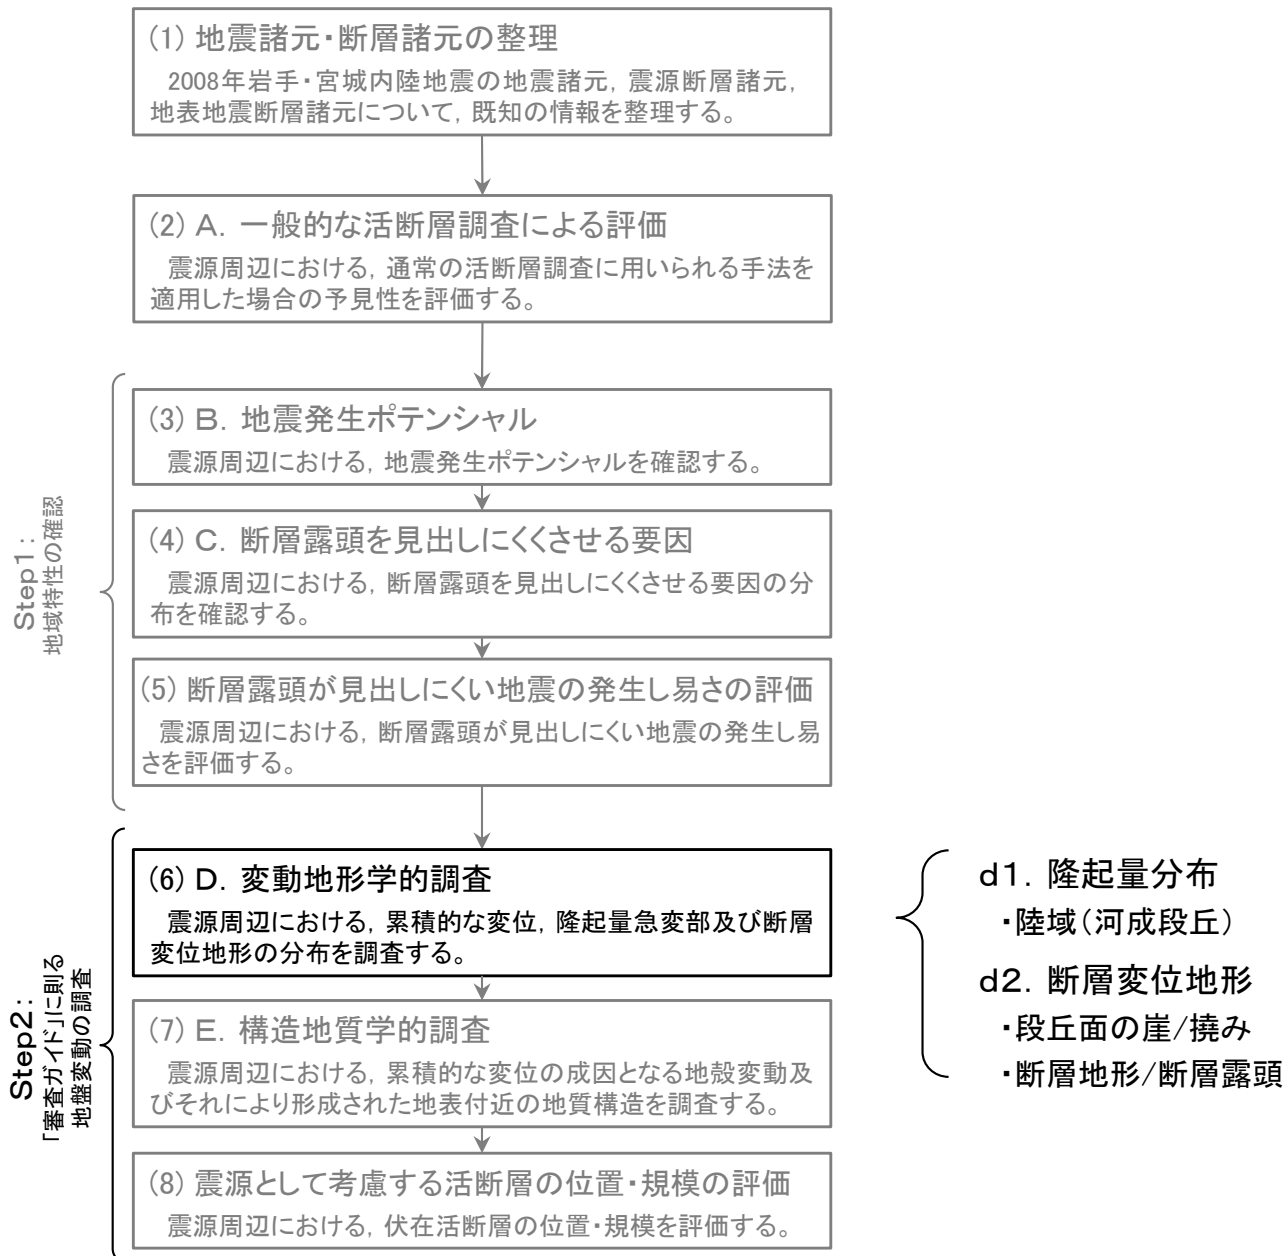 (1) 地震諸元・断層諸元の整理
2008年岩手・宮城内陸地震の地震諸元，震源断層諸元，
地表地震断層諸元について，既知の情報を整理する。
(2) A．一般的な活断層調査による評価
震源周辺における，通常の活断層調査に用いられる手法を
適用した場合の予見性を評価する。
Step1：
地域特性の確認
(3) B．地震発生ポテンシャル
震源周辺における，地震発生ポテンシャルを確認する。
(4) C．断層露頭を見出しにくくさせる要因
震源周辺における，断層露頭を見出しにくくさせる要因の分
布を確認する。
(5) 断層露頭が見出しにくい地震の発生し易さの評価
震源周辺における，断層露頭が見出しにくい地震の発生し易
さを評価する。
Step2：
「審査ガイド」に則る
地盤変動の調査
(6) D．変動地形学的調査
震源周辺における，累積的な変位，隆起量急変部及び断層
変位地形の分布を調査する。
(7) E．構造地質学的調査
震源周辺における，累積的な変位の成因となる地殻変動及
びそれにより形成された地表付近の地質構造を調査する。
(8) 震源として考慮する活断層の位置・規模の評価
震源周辺における，伏在活断層の位置・規模を評価する。
d1．隆起量分布
・陸域（河成段丘）
d2．断層変位地形
・段丘面の崖/撓み
・断層地形/断層露頭